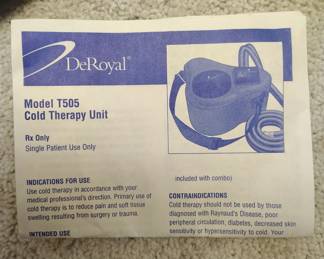 DeRoyal®
Model T505
Cold Therapy Unit
Rx Only
Single Patient Use Only
INDICATIONS FOR USE
Use cold therapy in accordance with your
medical professional's direction. Primary use of
cold therapy is to reduce pain and soft tissue
swelling resulting from surgery or trauma.
INTENDED USE
included with combo)
CONTRAINDICATIONS
Cold therapy should not be used by those
diagnosed with Raynaud's Disease, poor
peripheral circulation, diabetes, decreased skin
sensitivity or hypersensitivity to cold. Your